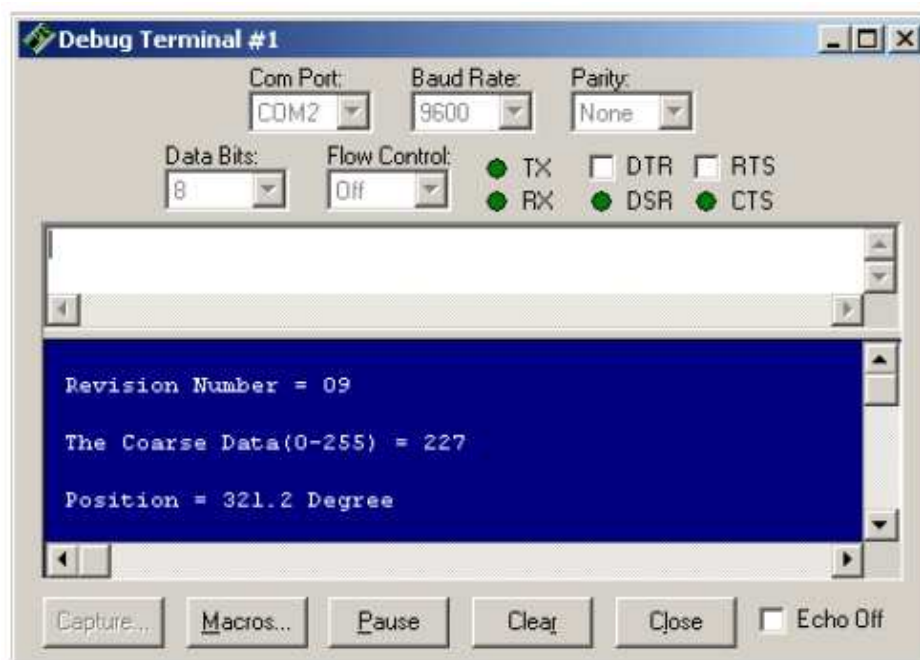 Debug Terminal #1
Com Port: Baud Rate: Parity:
COM2 9600 None
Data Bits: Flow Control: TX DTR RTS
8 Off RX DSR CTS
Revision Number = 09
The Coarse Data(0-255) = 227
Position = 321.2 Degree
Capture... Macros... Pause Clear Close Echo Off